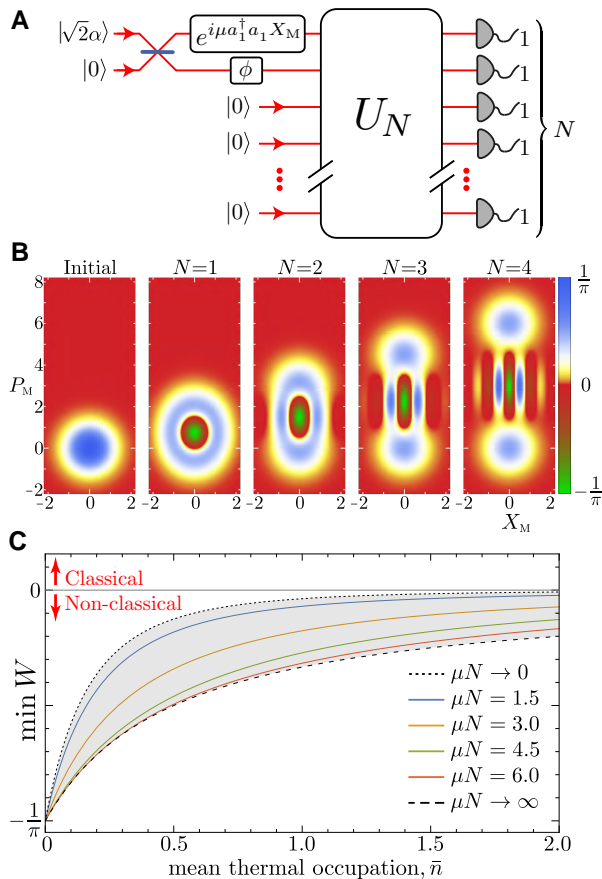 A
|√2α⟩
e^{iμa₁†a₁X_M}
1
|0⟩
ϕ
1
|0⟩
1
U_N
N
|0⟩
1
|0⟩
1
B
Initial
N=1
N=2
N=3
N=4
1/π
8
6
P_M
4
2
0
−2
0
−1/π
−2 0 2
−2 0 2
−2 0 2
−2 0 2
−2 0 2
X_M
C
0
Classical
Non-classical
min W
−1/π
μN → 0
μN = 1.5
μN = 3.0
μN = 4.5
μN = 6.0
μN → ∞
0 0.5 1.0 1.5 2.0
mean thermal occupation, n̄